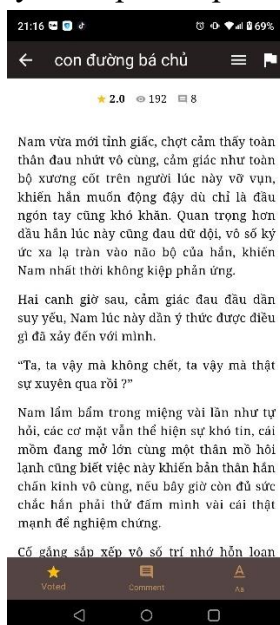 21:16 69%
con đường bá chủ
2.0 192 8
Nam vừa mới tỉnh giấc, chợt cảm thấy toàn
thân đau nhứt vô cùng, cảm giác như toàn
bộ xương cốt trên người lúc này vỡ vụn,
khiến hắn muốn động đậy dù chỉ là đầu
ngón tay cũng khó khăn. Quan trọng hơn
đầu hắn lúc này cũng đau dữ dội, vô số ký
ức xa lạ tràn vào não bộ của hắn, khiến
Nam nhất thời không kiệp phản ứng.
Hai canh giờ sau, cảm giác đau đầu dần
suy yếu, Nam lúc này dần ý thức được điều
gì đã xảy đến với mình.
“Ta, ta vậy mà không chết, ta vậy mà thật
sự xuyên qua rồi ?”
Nam lẩm bẩm trong miệng vài lần như tự
hỏi, các cơ mặt vẫn thể hiện sự khó tin, cái
mồm đang mở lớn cùng một thân mồ hôi
lạnh cũng biết việc này khiến bản thân hắn
chấn kinh vô cùng, nếu bây giờ còn đủ sức
chắc hắn phải thử đấm mình vài cái thật
mạnh để nghiệm chứng.
Cố gắng sắp xếp vô số trí nhớ hỗn loạn
Voted Comment Aa